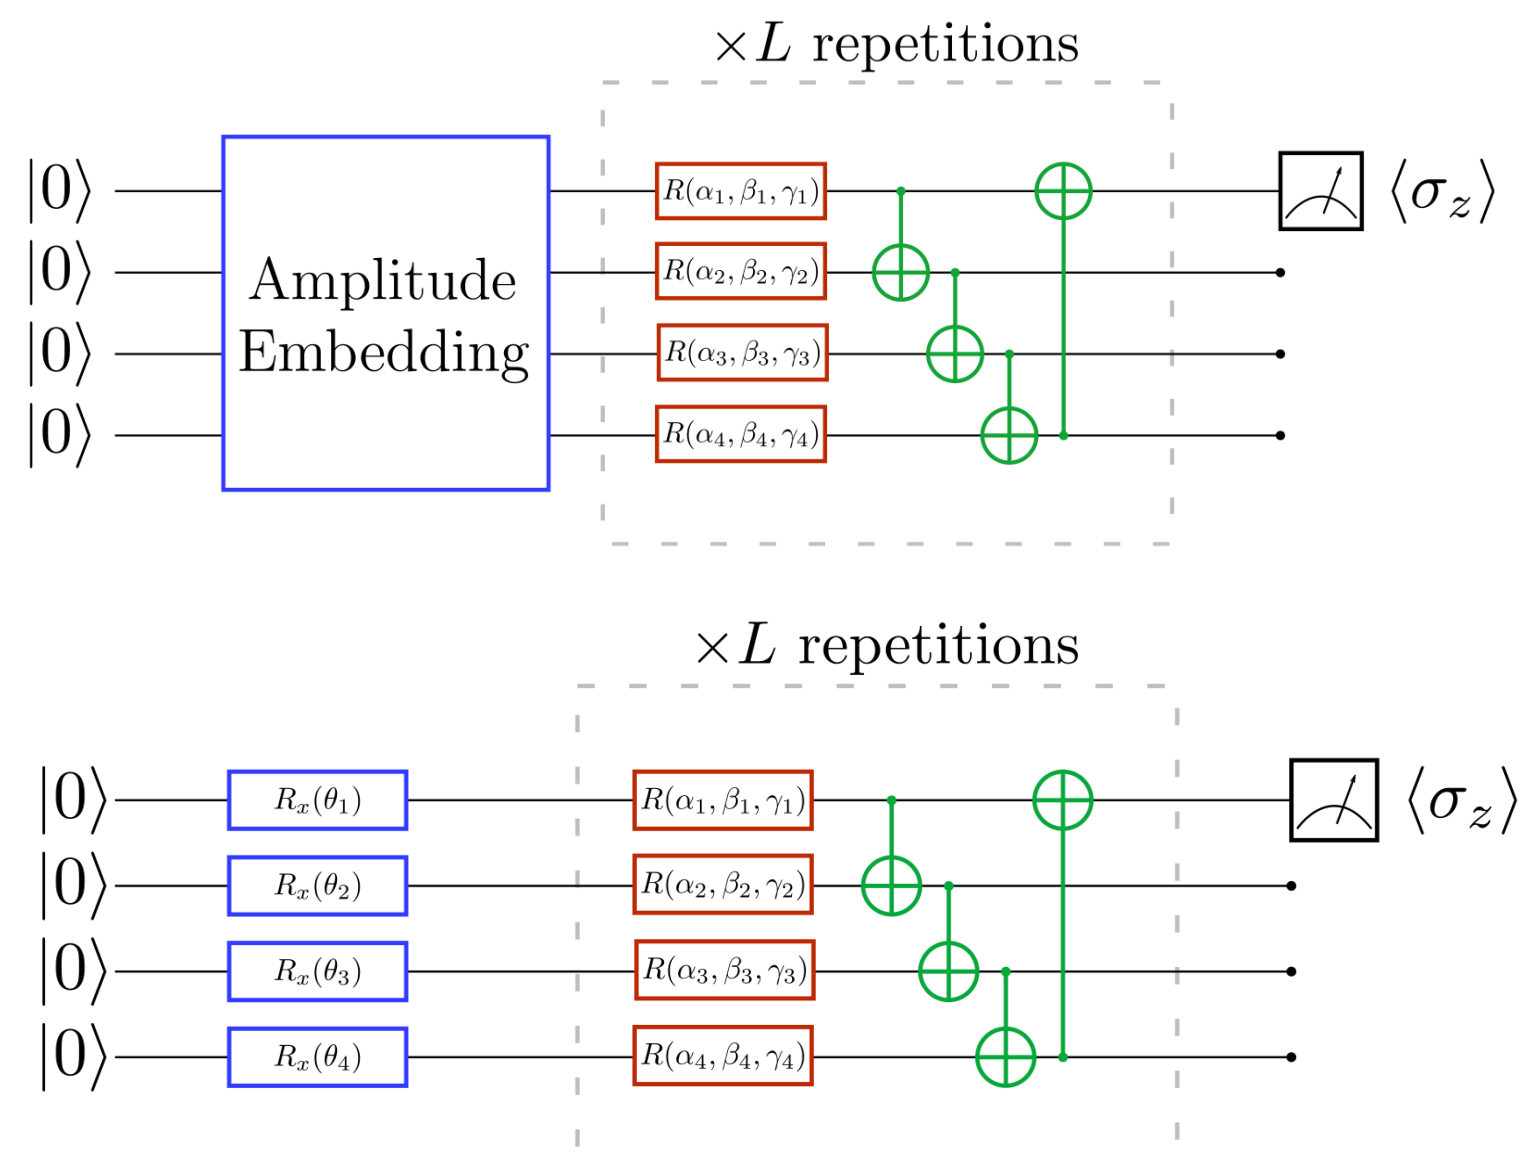 ×L repetitions
|0⟩ R(α₁, β₁, γ₁) ⟨σ_z⟩
|0⟩ R(α₂, β₂, γ₂)
Amplitude
|0⟩ R(α₃, β₃, γ₃)
Embedding
|0⟩ R(α₄, β₄, γ₄)
×L repetitions
|0⟩ Rₓ(θ₁) R(α₁, β₁, γ₁) ⟨σ_z⟩
|0⟩ Rₓ(θ₂) R(α₂, β₂, γ₂)
|0⟩ Rₓ(θ₃) R(α₃, β₃, γ₃)
|0⟩ Rₓ(θ₄) R(α₄, β₄, γ₄)